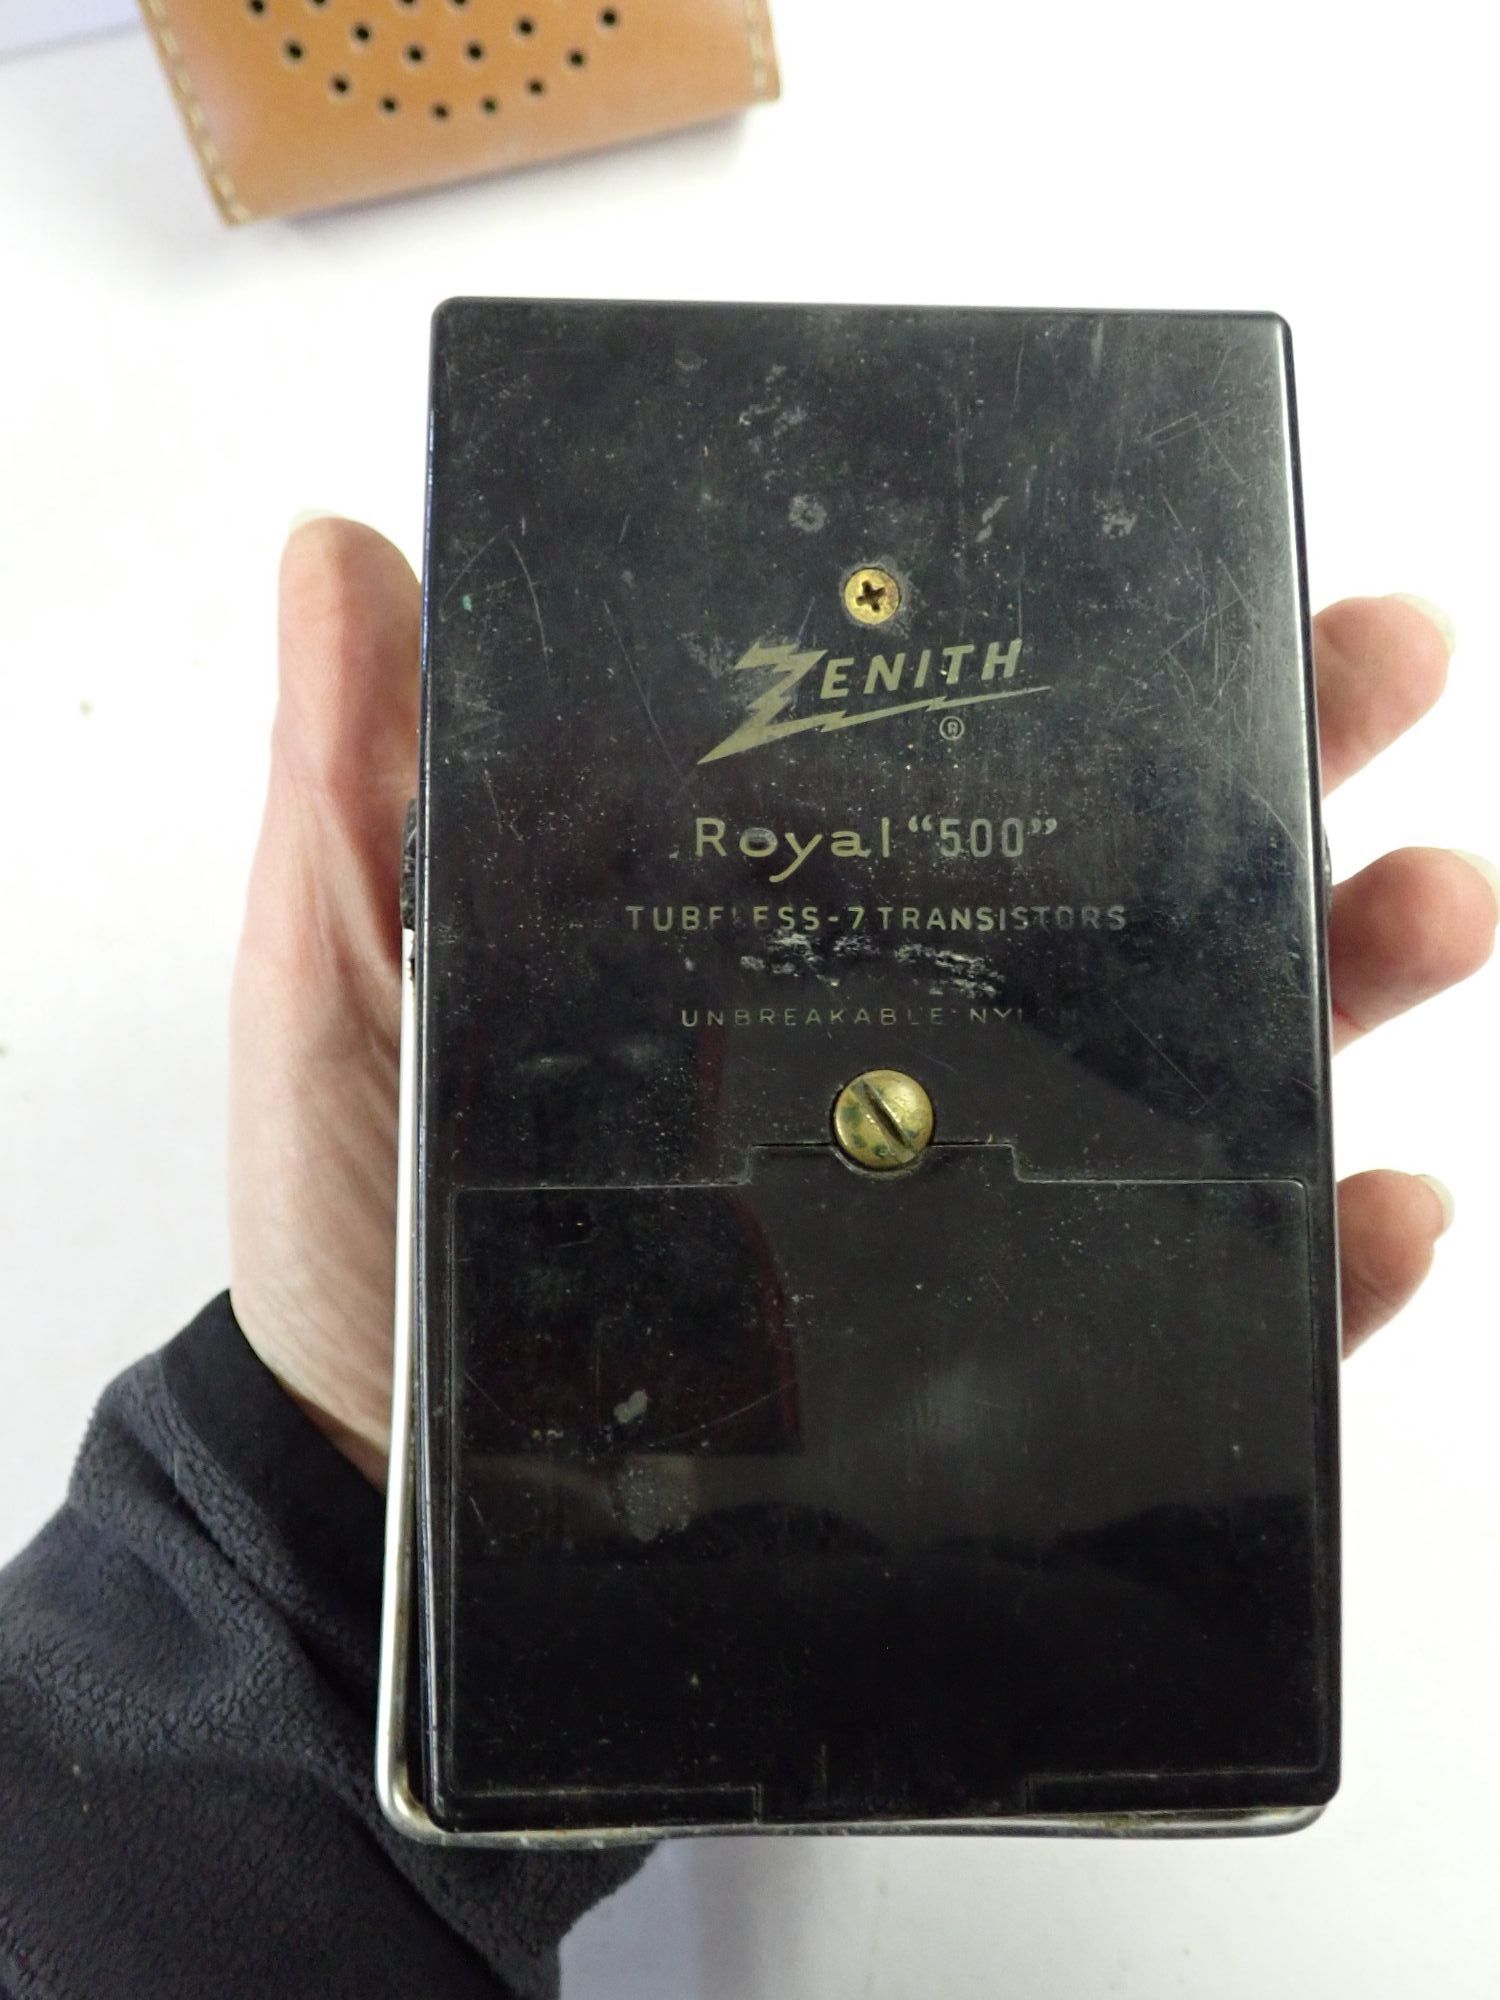 ZENITH
®
Royal “500”
TUBELESS-7 TRANSISTORS
UNBREAKABLE NYLON